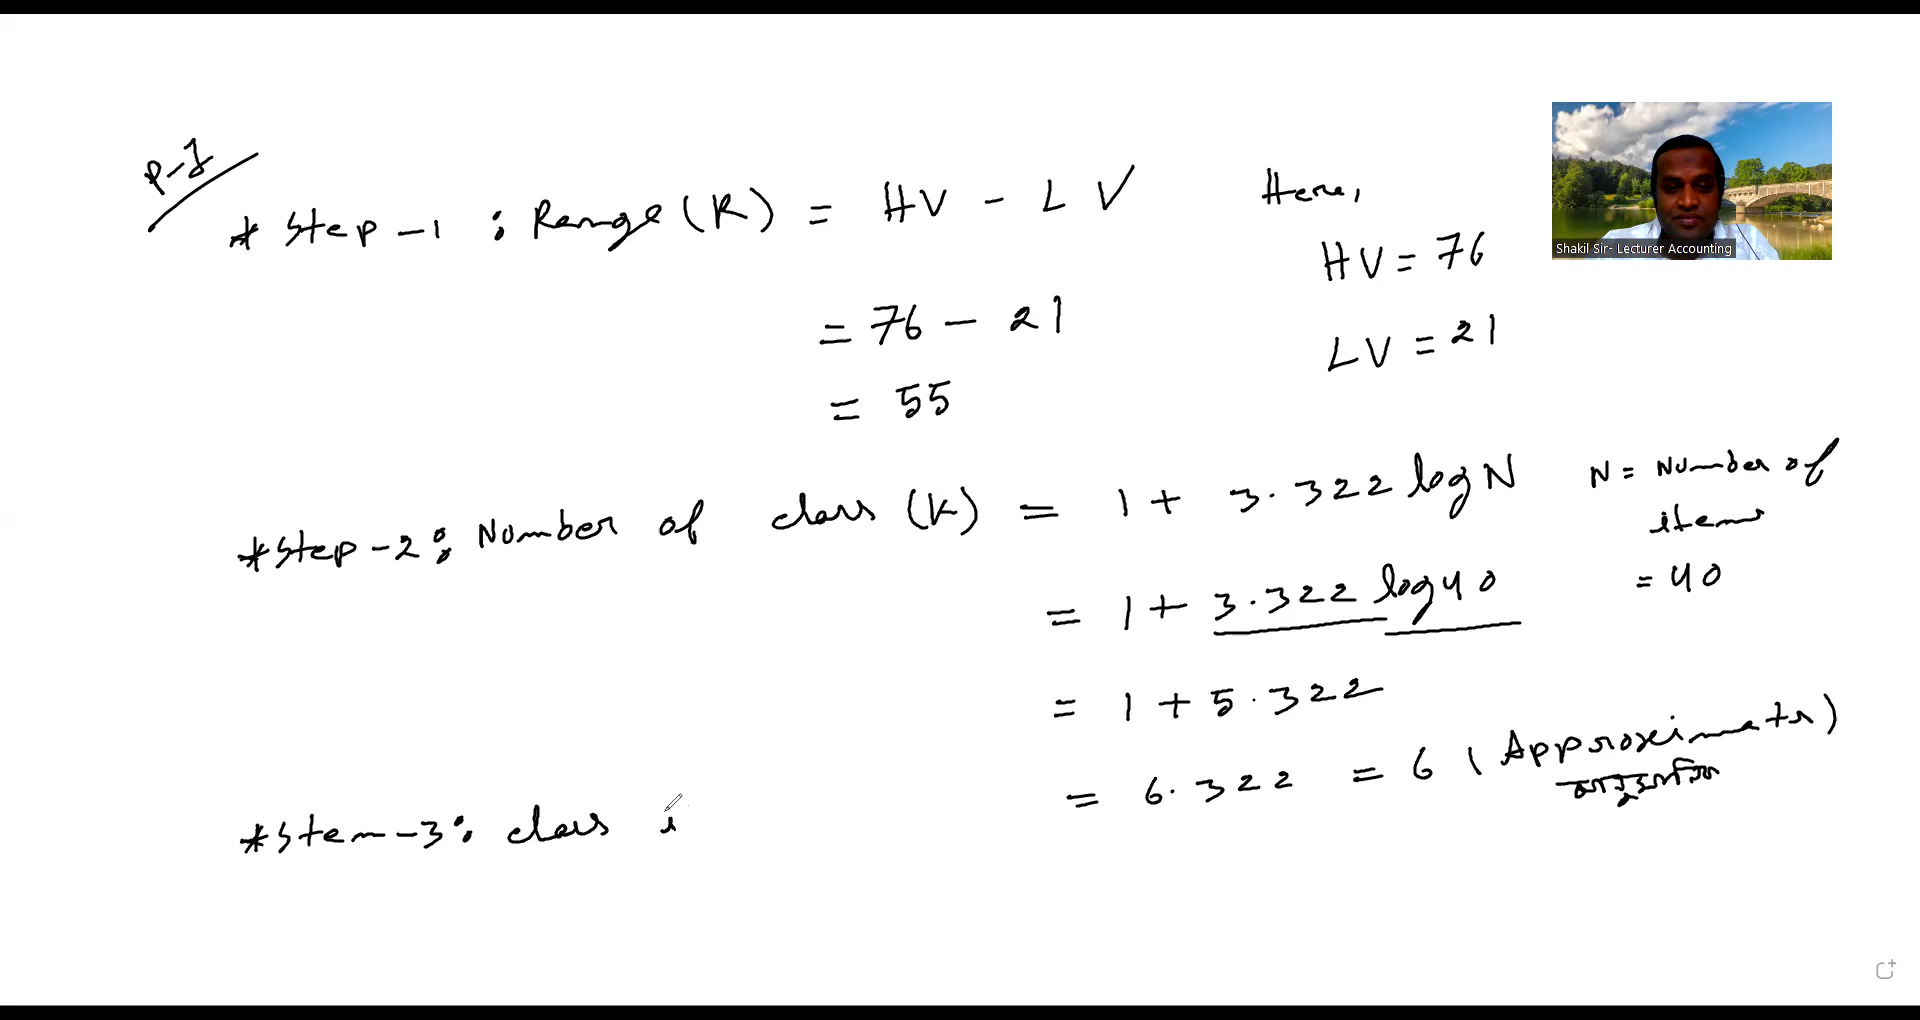 P-1
* Step-1 : Range (R) = HV - LV
Here,
HV = 76
= 76 - 21
LV = 21
= 55
* Step-2 : Number of class (K) = 1 + 3.322 log N
N = Number of
items
= 40
= 1 + 3.322 log 40
= 1 + 5.322
= 6.322 = 6 (Approximate)
* Stem-3 : class i
Shakil Sir- Lecturer Accounting